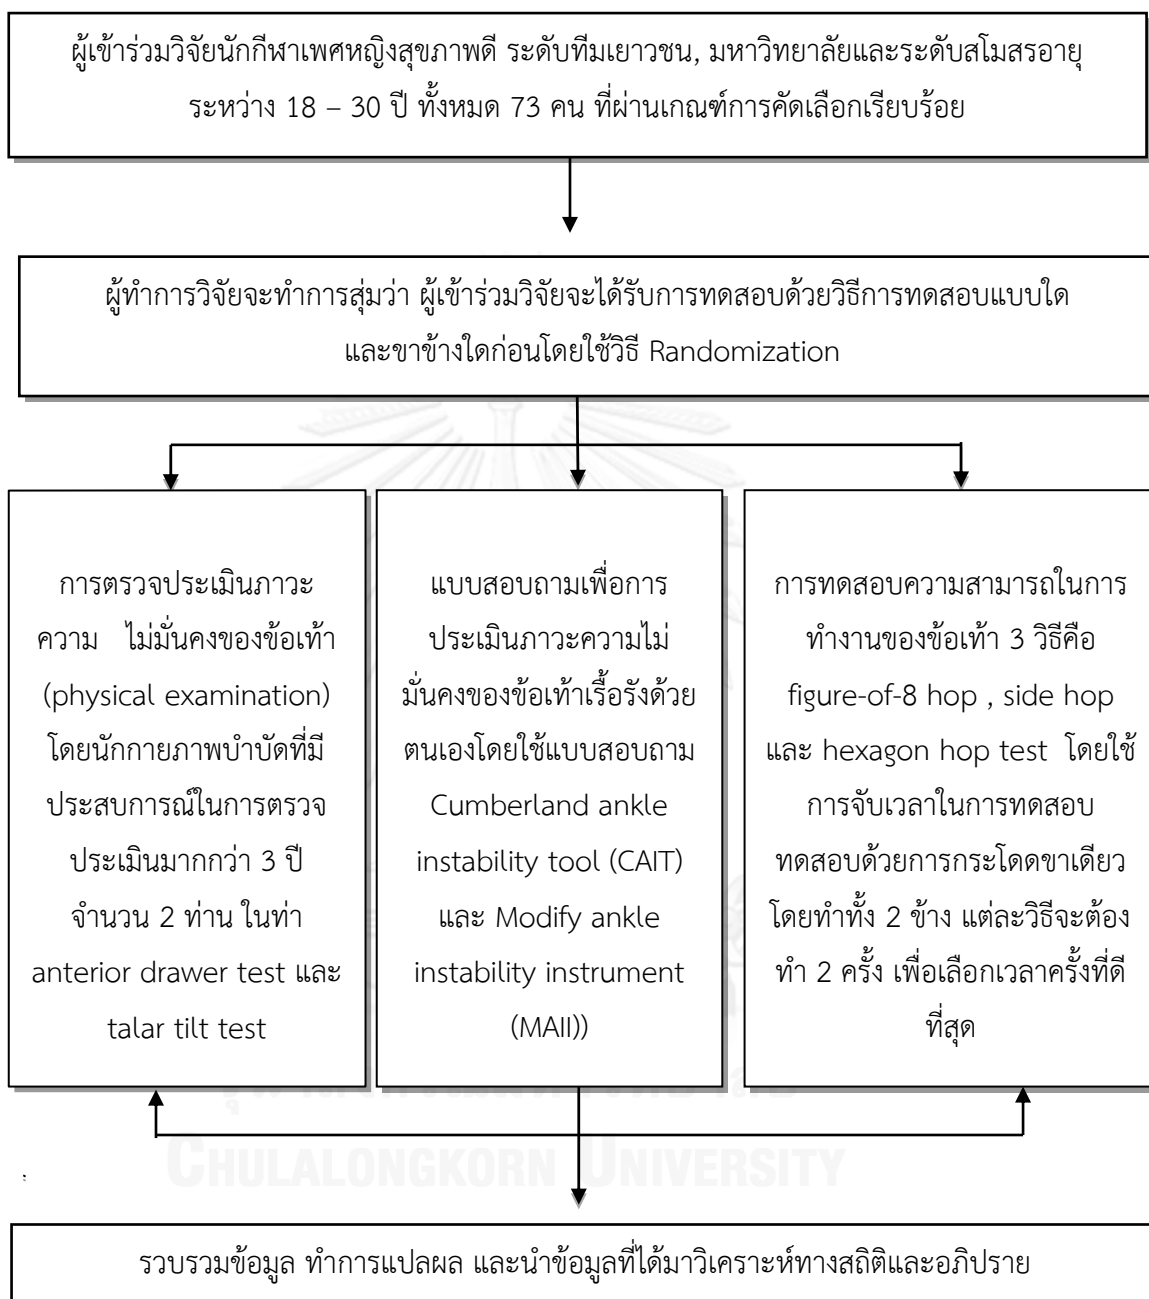 ผู้เข้าร่วมวิจัยนักกีฬาเพศหญิงสุขภาพดี ระดับทีมเยาวชน, มหาวิทยาลัยและระดับสโมสรอายุ
ระหว่าง 18 – 30 ปี ทั้งหมด 73 คน ที่ผ่านเกณฑ์การคัดเลือกเรียบร้อย
ผู้ทำการวิจัยจะทำการสุ่มว่า ผู้เข้าร่วมวิจัยจะได้รับการทดสอบด้วยวิธีการทดสอบแบบใด
และขาข้างใดก่อนโดยใช้วิธี Randomization
การตรวจประเมินภาวะ
ความ ไม่มั่นคงของข้อเท้า
(physical examination)
โดยนักกายภาพบำบัดที่มี
ประสบการณ์ในการตรวจ
ประเมินมากกว่า 3 ปี
จำนวน 2 ท่าน ในท่า
anterior drawer test และ
talar tilt test
แบบสอบถามเพื่อการ
ประเมินภาวะความไม่
มั่นคงของข้อเท้าเรื้อรังด้วย
ตนเองโดยใช้แบบสอบถาม
Cumberland ankle
instability tool (CAIT)
และ Modify ankle
instability instrument
(MAII))
การทดสอบความสามารถในการ
ทำงานของข้อเท้า 3 วิธีคือ
figure-of-8 hop , side hop
และ hexagon hop test โดยใช้
การจับเวลาในการทดสอบ
ทดสอบด้วยการกระโดดขาเดียว
โดยทำทั้ง 2 ข้าง แต่ละวิธีจะต้อง
ทำ 2 ครั้ง เพื่อเลือกเวลาครั้งที่ดี
ที่สุด
CHULALONGKORN UNIVERSITY
รวบรวมข้อมูล ทำการแปลผล และนำข้อมูลที่ได้มาวิเคราะห์ทางสถิติและอภิปราย